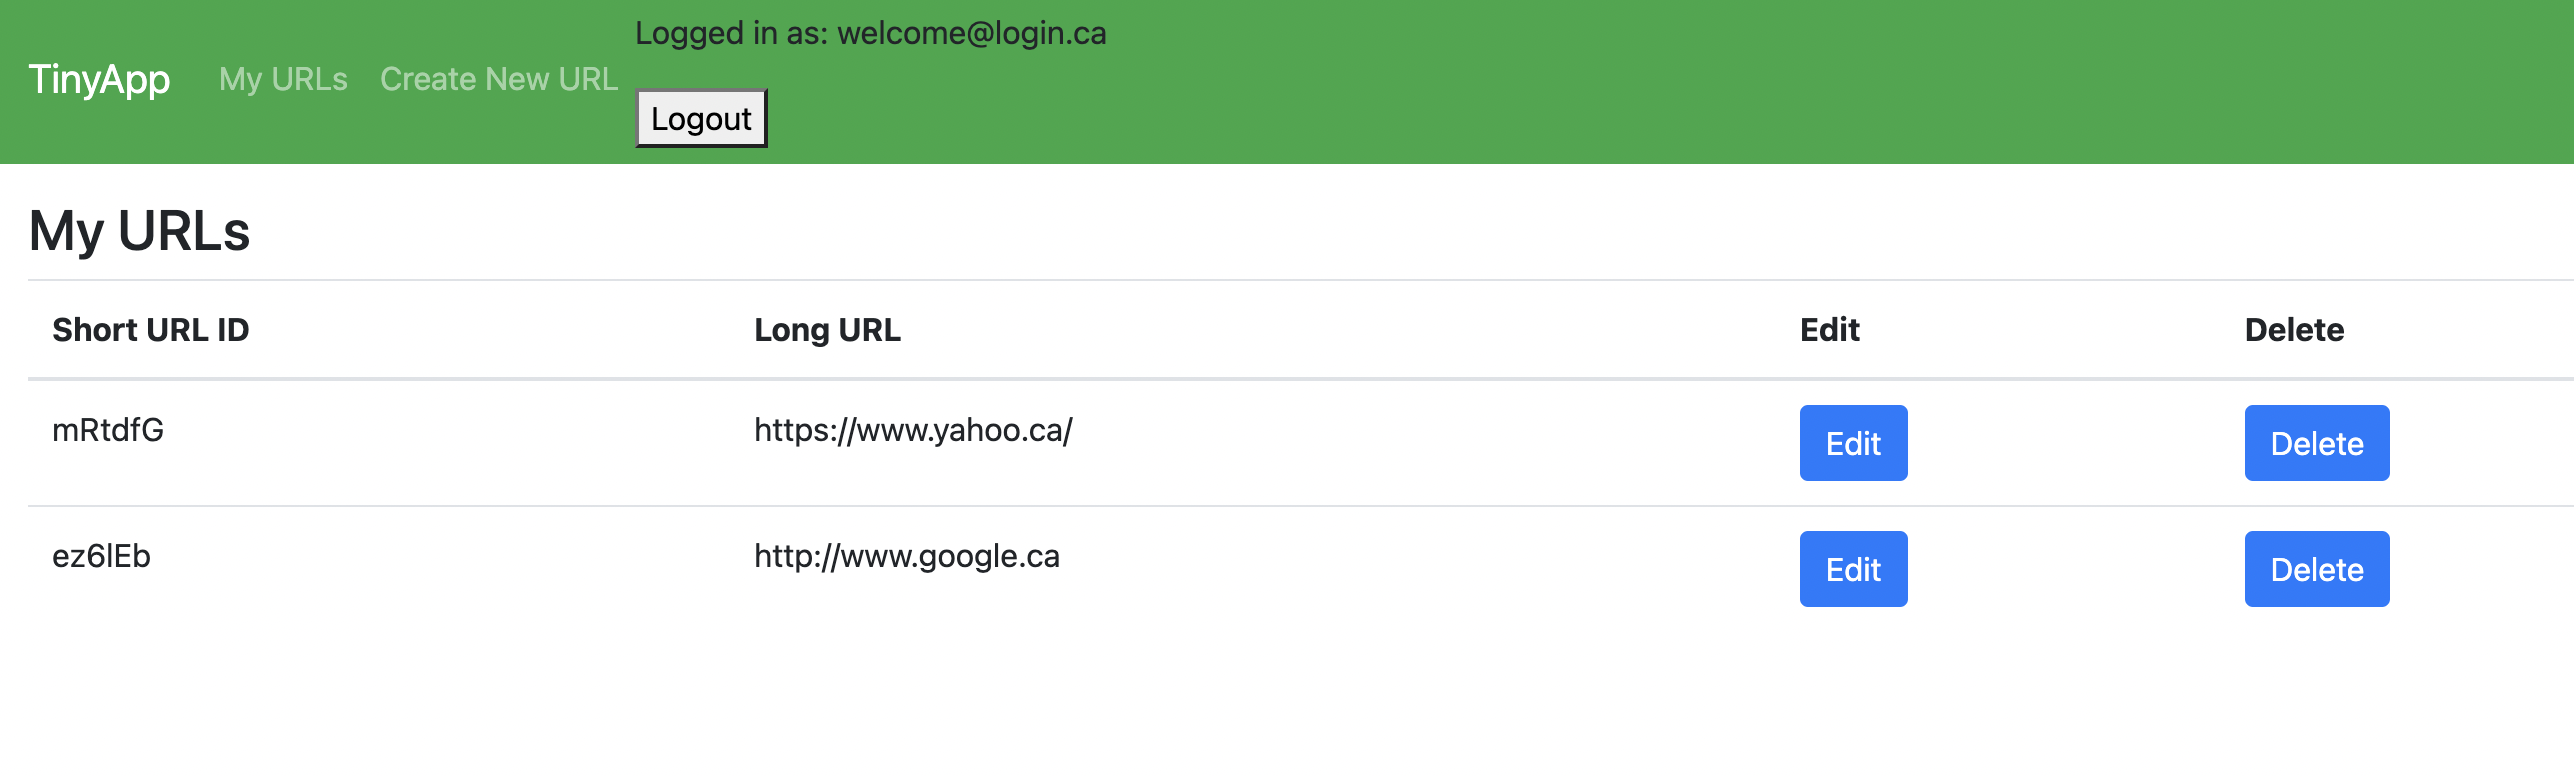 Logged in as: welcome@login.ca
TinyApp My URLs Create New URL
Logout
My URLs
Short URL ID Long URL Edit Delete
mRtdfG https://www.yahoo.ca/ Edit Delete
ez6lEb http://www.google.ca Edit Delete